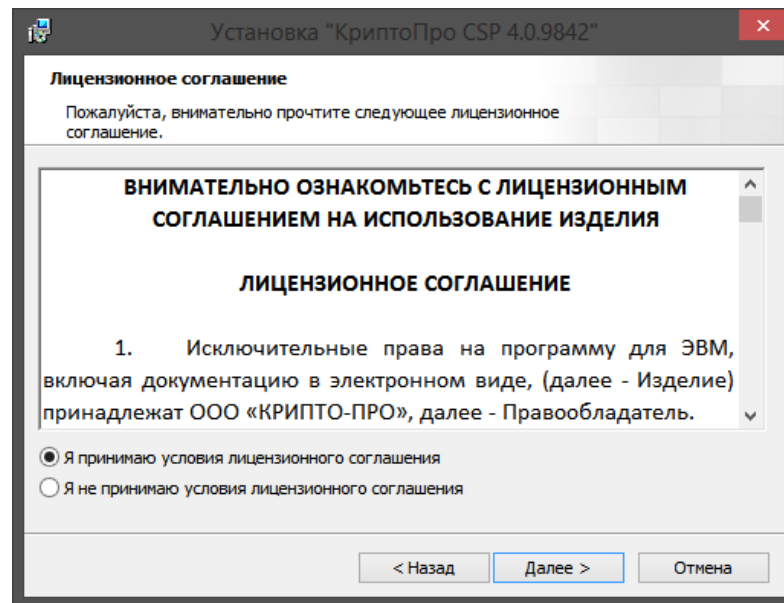 Установка "КриптоПро CSP 4.0.9842"
Лицензионное соглашение
Пожалуйста, внимательно прочтите следующее лицензионное
соглашение.
ВНИМАТЕЛЬНО ОЗНАКОМЬТЕСЬ С ЛИЦЕНЗИОННЫМ
СОГЛАШЕНИЕМ НА ИСПОЛЬЗОВАНИЕ ИЗДЕЛИЯ
ЛИЦЕНЗИОННОЕ СОГЛАШЕНИЕ
1. Исключительные права на программу для ЭВМ,
включая документацию в электронном виде, (далее - Изделие)
принадлежат ООО «КРИПТО-ПРО», далее - Правообладатель.
Я принимаю условия лицензионного соглашения
Я не принимаю условия лицензионного соглашения
< Назад Далее > Отмена